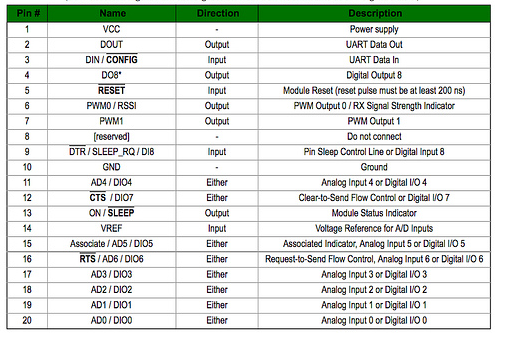 Pin # Name Direction Description
1 VCC - Power supply
2 DOUT Output UART Data Out
3 DIN / CONFIG Input UART Data In
4 DO8* Output Digital Output 8
5 RESET Input Module Reset (reset pulse must be at least 200 ns)
6 PWM0 / RSSI Output PWM Output 0 / RX Signal Strength Indicator
7 PWM1 Output PWM Output 1
8 [reserved] - Do not connect
9 DTR / SLEEP_RQ / DI8 Input Pin Sleep Control Line or Digital Input 8
10 GND - Ground
11 AD4 / DIO4 Either Analog Input 4 or Digital I/O 4
12 CTS / DIO7 Either Clear-to-Send Flow Control or Digital I/O 7
13 ON / SLEEP Output Module Status Indicator
14 VREF Input Voltage Reference for A/D Inputs
15 Associate / AD5 / DIO5 Either Associated Indicator, Analog Input 5 or Digital I/O 5
16 RTS / AD6 / DIO6 Either Request-to-Send Flow Control, Analog Input 6 or Digital I/O 6
17 AD3 / DIO3 Either Analog Input 3 or Digital I/O 3
18 AD2 / DIO2 Either Analog Input 2 or Digital I/O 2
19 AD1 / DIO1 Either Analog Input 1 or Digital I/O 1
20 AD0 / DIO0 Either Analog Input 0 or Digital I/O 0